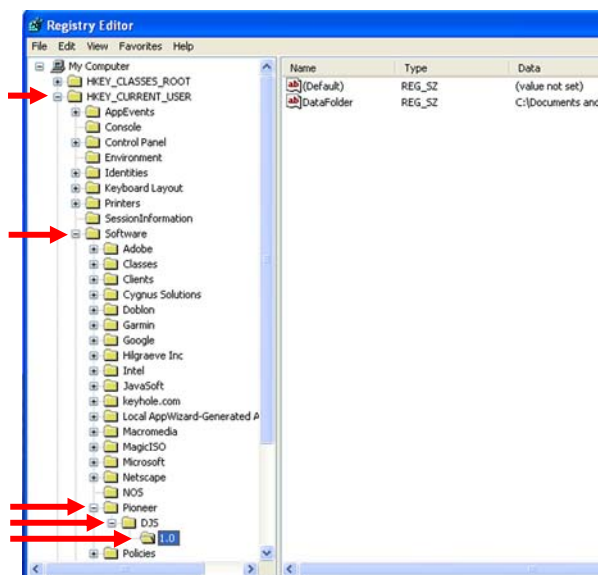 Registry Editor
File Edit View Favorites Help
My Computer
HKEY_CLASSES_ROOT
HKEY_CURRENT_USER
AppEvents
Console
Control Panel
Environment
Identities
Keyboard Layout
Printers
SessionInformation
Software
Adobe
Classes
Clients
Cygnus Solutions
Doblon
Garmin
Google
Hilgraeve Inc
Intel
JavaSoft
keyhole.com
Local AppWizard-Generated A
Macromedia
MagicISO
Microsoft
Netscape
NOS
Pioneer
DJS
1.0
Policies
Name Type Data
ab (Default) REG_SZ (value not set)
ab DataFolder REG_SZ C:\Documents and